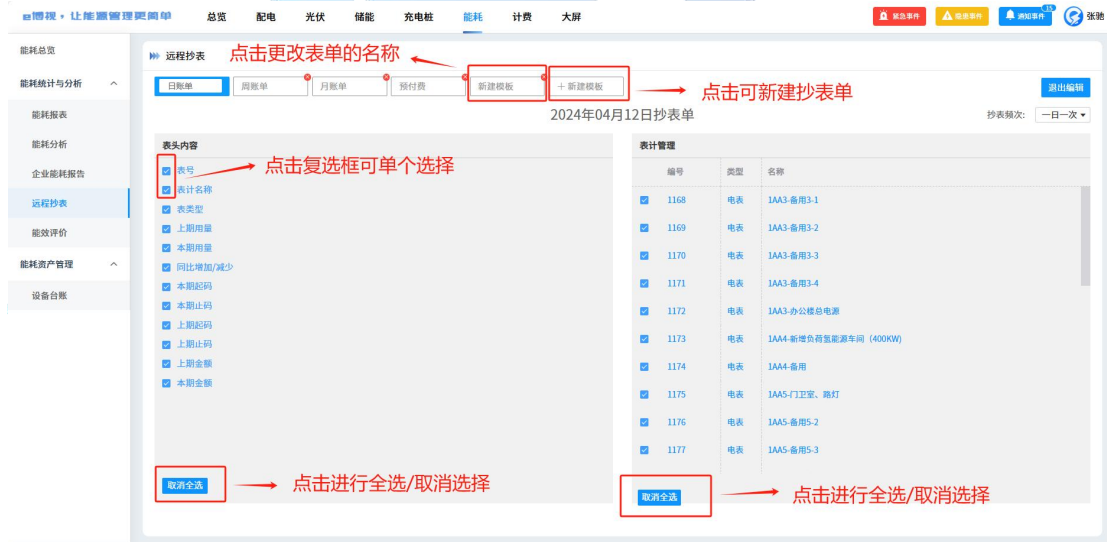 e博视·让能源管理更简单
总览 配电 光伏 储能 充电桩 能耗 计费 大屏
紧急事件 隐患事件 通知事件 15 张驰
能耗总览
能耗统计与分析
能耗报表
能耗分析
企业能耗报告
远程抄表
能效评价
能耗资产管理
设备台账
远程抄表 点击更改表单的名称
日账单 周账单 月账单 预付费 新建模板 + 新建模板
点击可新建抄表单
退出编辑
2024年04月12日抄表单
抄表频次: 一日一次
表头内容
表号
点击复选框可单个选择
表计名称
表类型
上期用量
本期用量
同比增加/减少
本期起码
本期止码
上期起码
上期止码
上期金额
本期金额
取消全选
点击进行全选/取消选择
表计管理
编号 类型 名称
1168 电表 1AA3-备用3-1
1169 电表 1AA3-备用3-2
1170 电表 1AA3-备用3-3
1171 电表 1AA3-备用3-4
1172 电表 1AA3-办公楼总电源
1173 电表 1AA4-新增负荷氢能源车间（400KW)
1174 电表 1AA4-备用
1175 电表 1AA5-门卫室、路灯
1176 电表 1AA5-备用5-2
1177 电表 1AA5-备用5-3
取消全选
点击进行全选/取消选择